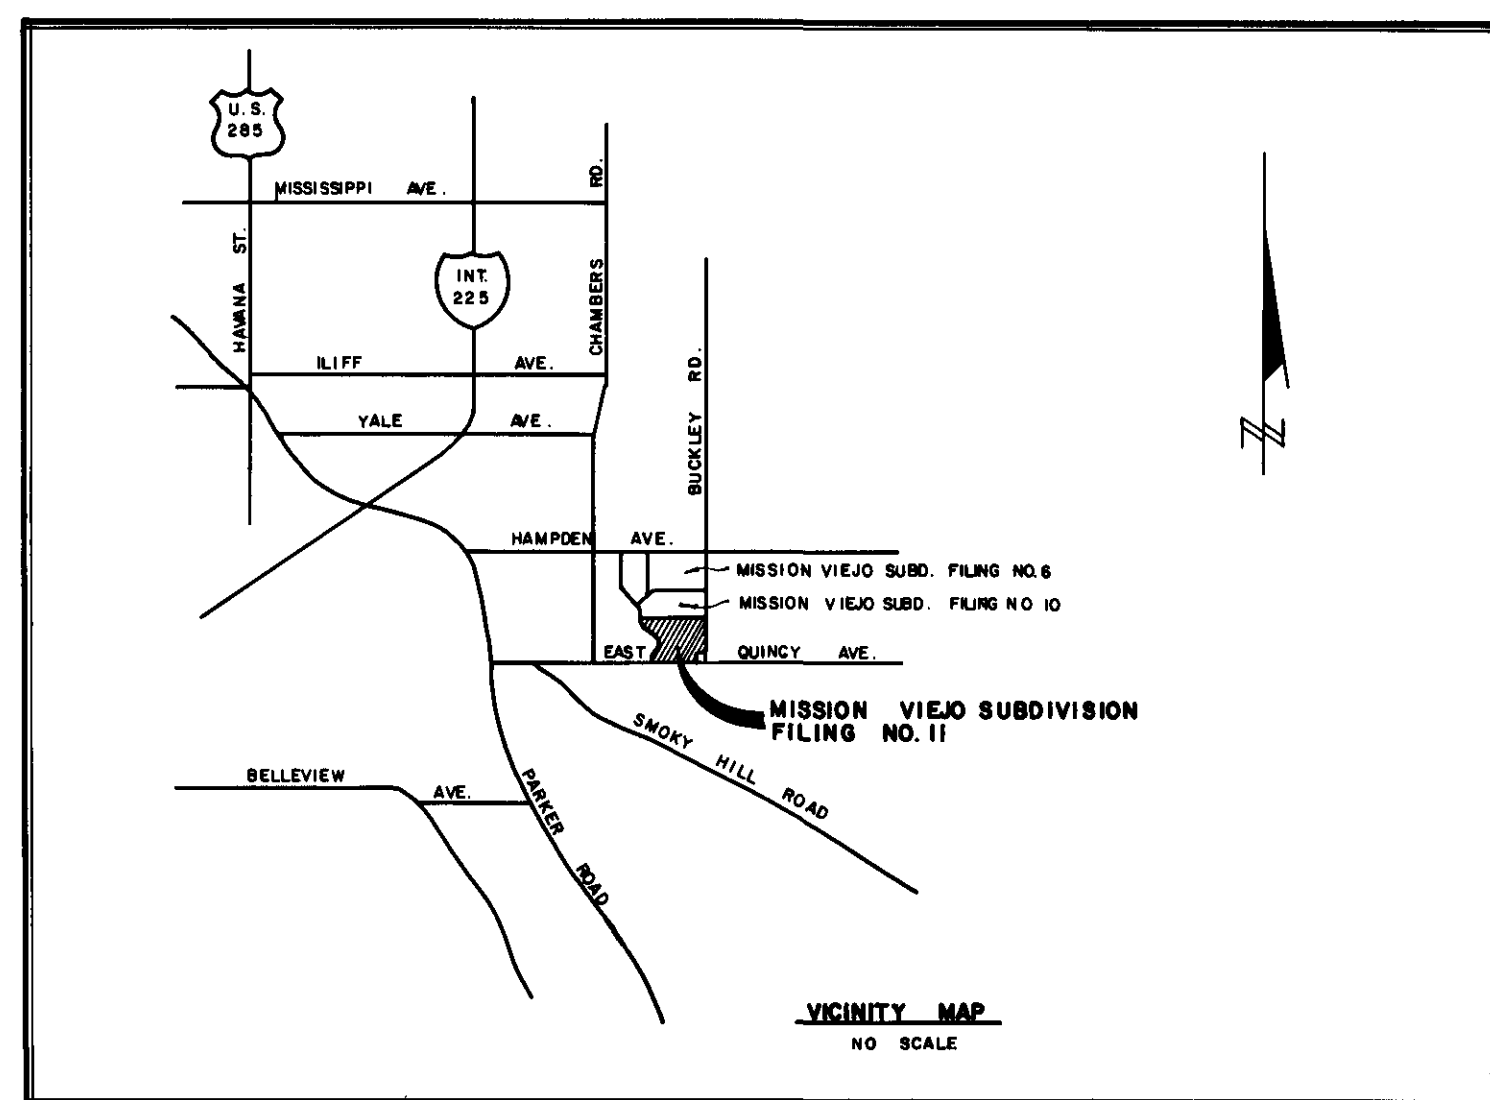 U.S.
285
MISSISSIPPI AVE.
HAVANA ST.
INT.
225
CHAMBERS RD.
ILIFF AVE.
YALE AVE.
BUCKLEY RD.
HAMPDEN AVE.
MISSION VIEJO SUBD. FILING NO.6
MISSION VIEJO SUBD. FILING NO 10
EAST QUINCY AVE.
MISSION VIEJO SUBDIVISION
FILING NO. 11
SMOKY HILL ROAD
BELLEVIEW AVE.
PARKER ROAD
N
VICINITY MAP
NO SCALE